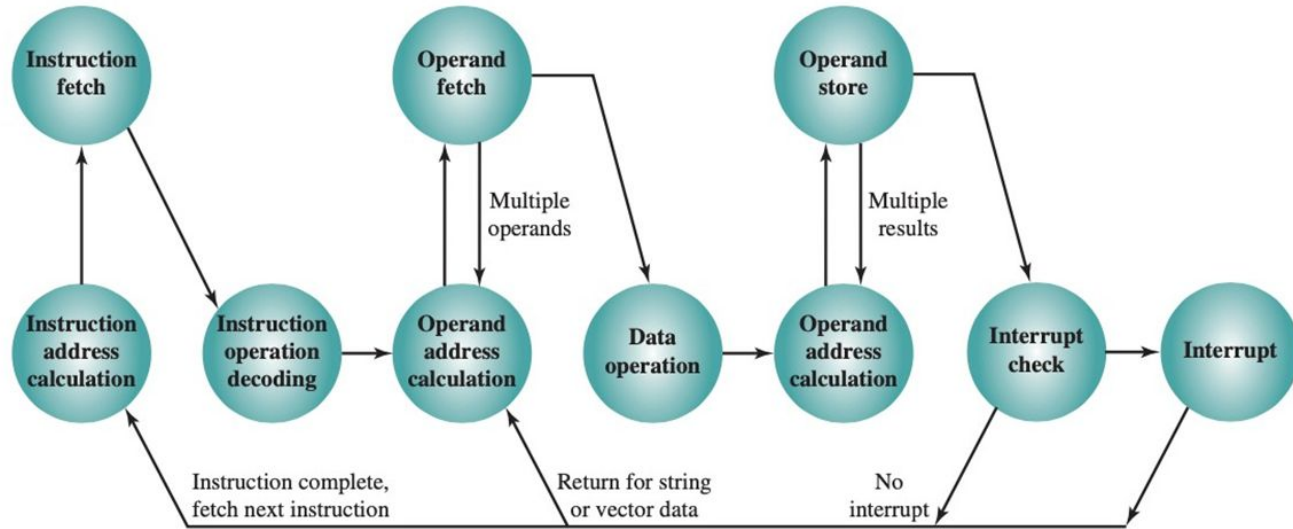 Instruction
fetch
Operand
fetch
Operand
store
Multiple
operands
Multiple
results
Instruction
address
calculation
Instruction
operation
decoding
Operand
address
calculation
Data
operation
Operand
address
calculation
Interrupt
check
Interrupt
Instruction complete,
fetch next instruction
Return for string
or vector data
No
interrupt